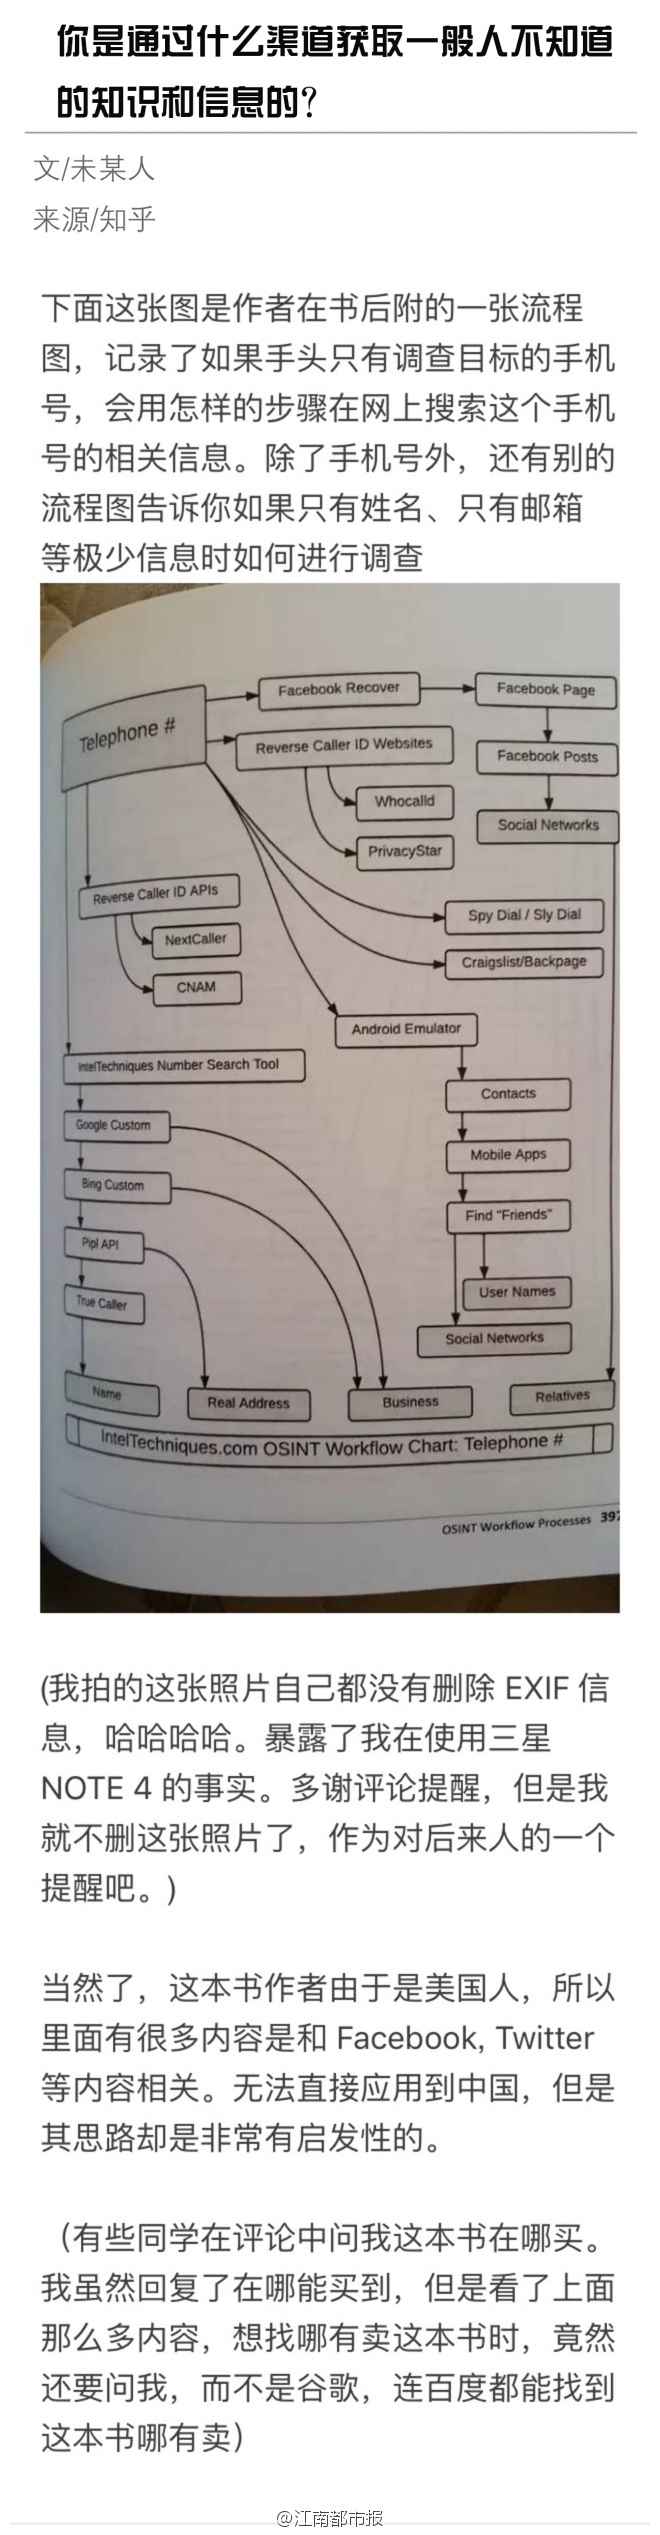 你是通过什么渠道获取一般人不知道
的知识和信息的？
文/未某人
来源/知乎
下面这张图是作者在书后附的一张流程
图，记录了如果手头只有调查目标的手机
号，会用怎样的步骤在网上搜索这个手机
号的相关信息。除了手机号外，还有别的
流程图告诉你如果只有姓名、只有邮箱
等极少信息时如何进行调查
Telephone #
Facebook Recover
Facebook Page
Reverse Caller ID Websites
Facebook Posts
Whocalld
Social Networks
PrivacyStar
Reverse Caller ID APIs
Spy Dial / Sly Dial
NextCaller
Craigslist/Backpage
CNAM
Android Emulator
IntelTechniques Number Search Tool
Contacts
Google Custom
Mobile Apps
Bing Custom
Find "Friends"
Pipl API
User Names
True Caller
Social Networks
Name
Real Address
Business
Relatives
IntelTechniques.com OSINT Workflow Chart: Telephone #
OSINT Workflow Processes 397
(我拍的这张照片自己都没有删除 EXIF 信
息，哈哈哈哈。暴露了我在使用三星
NOTE 4 的事实。多谢评论提醒，但是我
就不删这张照片了，作为对后来人的一个
提醒吧。)
当然了，这本书作者由于是美国人，所以
里面有很多内容是和 Facebook, Twitter
等内容相关。无法直接应用到中国，但是
其思路却是非常有启发性的。
（有些同学在评论中问我这本书在哪买。
我虽然回复了在哪能买到，但是看了上面
那么多内容，想找哪有卖这本书时，竟然
还要问我，而不是谷歌，连百度都能找到
这本书哪有卖）
@江南都市报